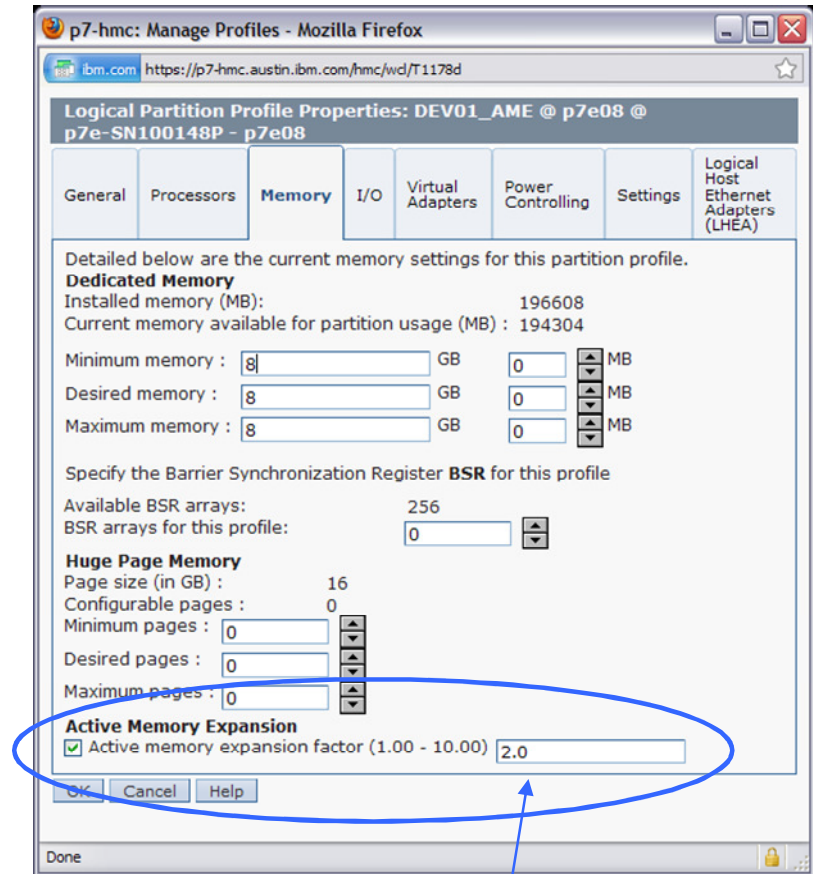 p7-hmc: Manage Profiles - Mozilla Firefox
ibm.com https://p7-hmc.austin.ibm.com/hmc/wcl/T1178d
Logical Partition Profile Properties: DEV01_AME @ p7e08 @
p7e-SN100148P - p7e08
General
Processors
Memory
I/O
Virtual
Adapters
Power
Controlling
Settings
Logical
Host
Ethernet
Adapters
(LHEA)
Detailed below are the current memory settings for this partition profile.
Dedicated Memory
Installed memory (MB): 196608
Current memory available for partition usage (MB) : 194304
Minimum memory : 8 GB 0 MB
Desired memory : 8 GB 0 MB
Maximum memory : 8 GB 0 MB
Specify the Barrier Synchronization Register BSR for this profile
Available BSR arrays: 256
BSR arrays for this profile: 0
Huge Page Memory
Page size (in GB) : 16
Configurable pages : 0
Minimum pages : 0
Desired pages : 0
Maximum pages : 0
Active Memory Expansion
Active memory expansion factor (1.00 - 10.00) 2.0
OK Cancel Help
Done